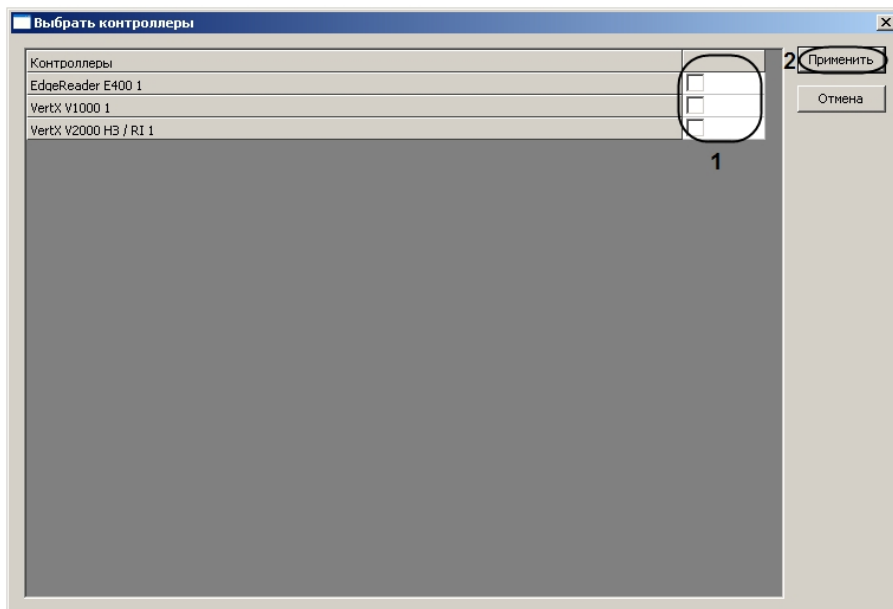 Выбрать контроллеры
Контроллеры
EdgeReader E400 1
VertX V1000 1
VertX V2000 H3 / RI 1
1
2 Применить
Отмена